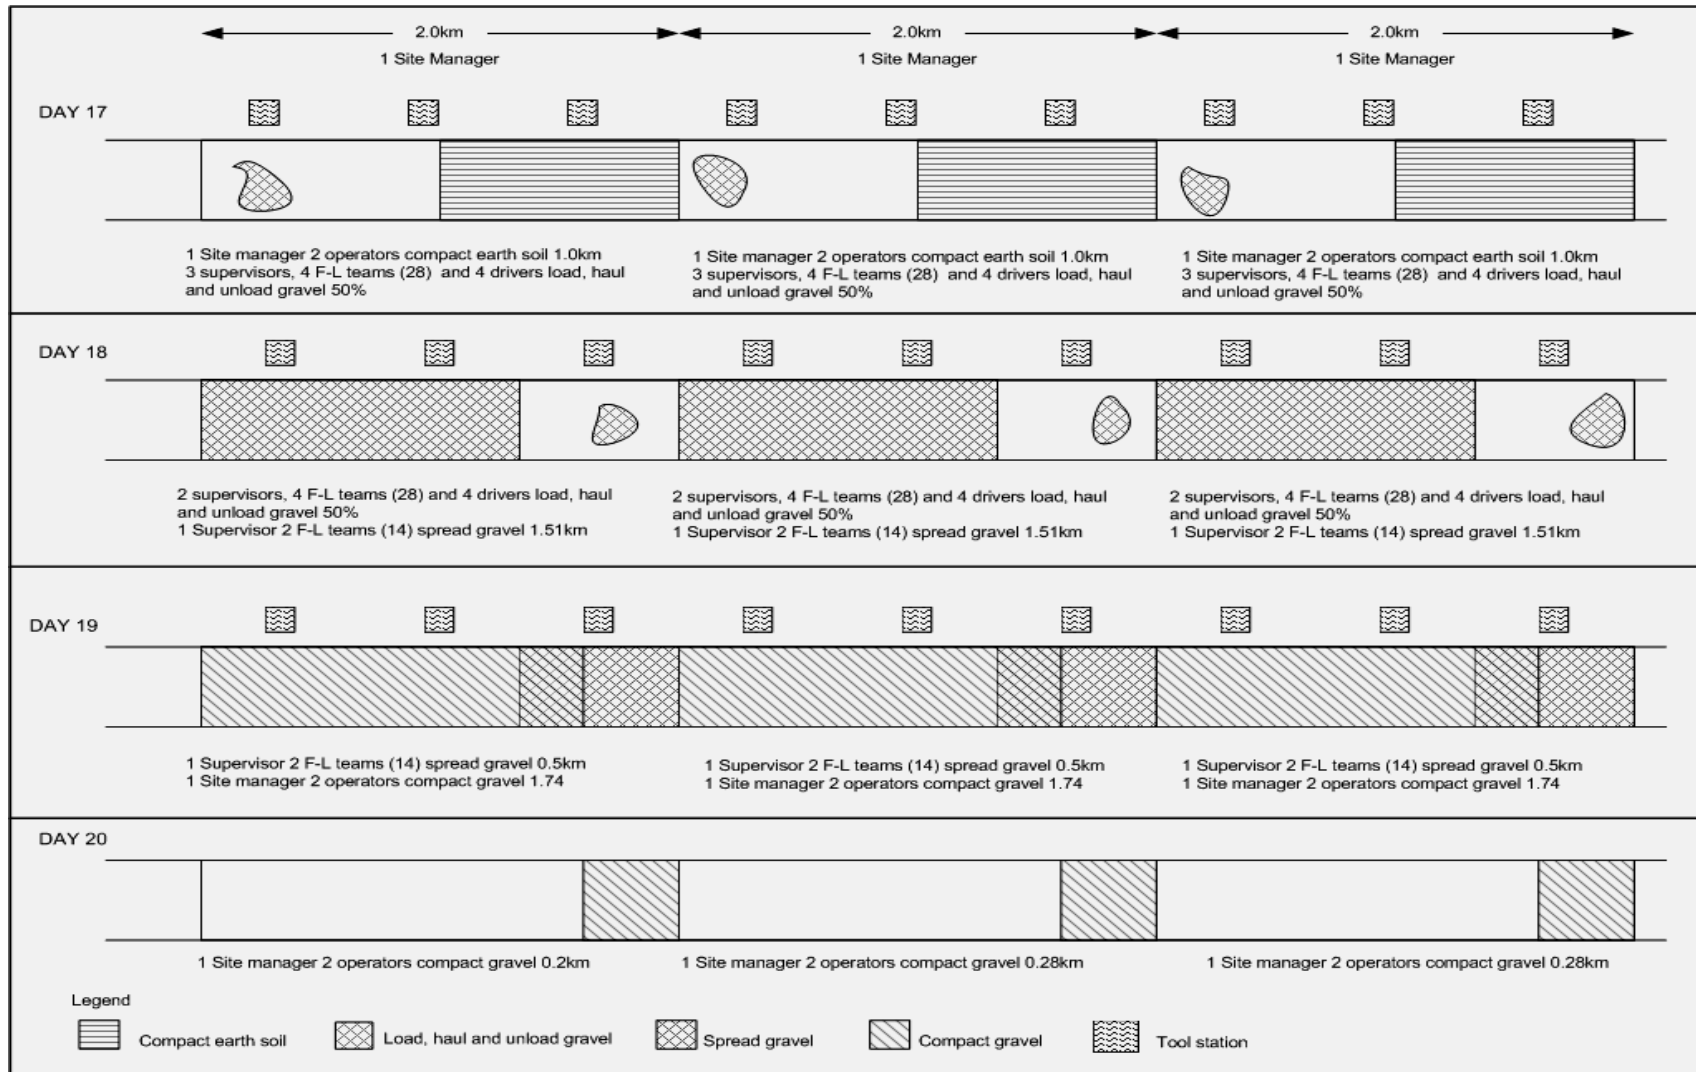 2.0km 2.0km 2.0km
1 Site Manager 1 Site Manager 1 Site Manager
DAY 17
1 Site manager 2 operators compact earth soil 1.0km
3 supervisors, 4 F-L teams (28) and 4 drivers load, haul
and unload gravel 50%
1 Site manager 2 operators compact earth soil 1.0km
3 supervisors, 4 F-L teams (28) and 4 drivers load, haul
and unload gravel 50%
1 Site manager 2 operators compact earth soil 1.0km
3 supervisors, 4 F-L teams (28) and 4 drivers load, haul
and unload gravel 50%
DAY 18
2 supervisors, 4 F-L teams (28) and 4 drivers load, haul
and unload gravel 50%
1 Supervisor 2 F-L teams (14) spread gravel 1.51km
2 supervisors, 4 F-L teams (28) and 4 drivers load, haul
and unload gravel 50%
1 Supervisor 2 F-L teams (14) spread gravel 1.51km
2 supervisors, 4 F-L teams (28) and 4 drivers load, haul
and unload gravel 50%
1 Supervisor 2 F-L teams (14) spread gravel 1.51km
DAY 19
1 Supervisor 2 F-L teams (14) spread gravel 0.5km
1 Site manager 2 operators compact gravel 1.74
1 Supervisor 2 F-L teams (14) spread gravel 0.5km
1 Site manager 2 operators compact gravel 1.74
1 Supervisor 2 F-L teams (14) spread gravel 0.5km
1 Site manager 2 operators compact gravel 1.74
DAY 20
1 Site manager 2 operators compact gravel 0.2km
1 Site manager 2 operators compact gravel 0.28km
1 Site manager 2 operators compact gravel 0.28km
Legend
Compact earth soil
Load, haul and unload gravel
Spread gravel
Compact gravel
Tool station